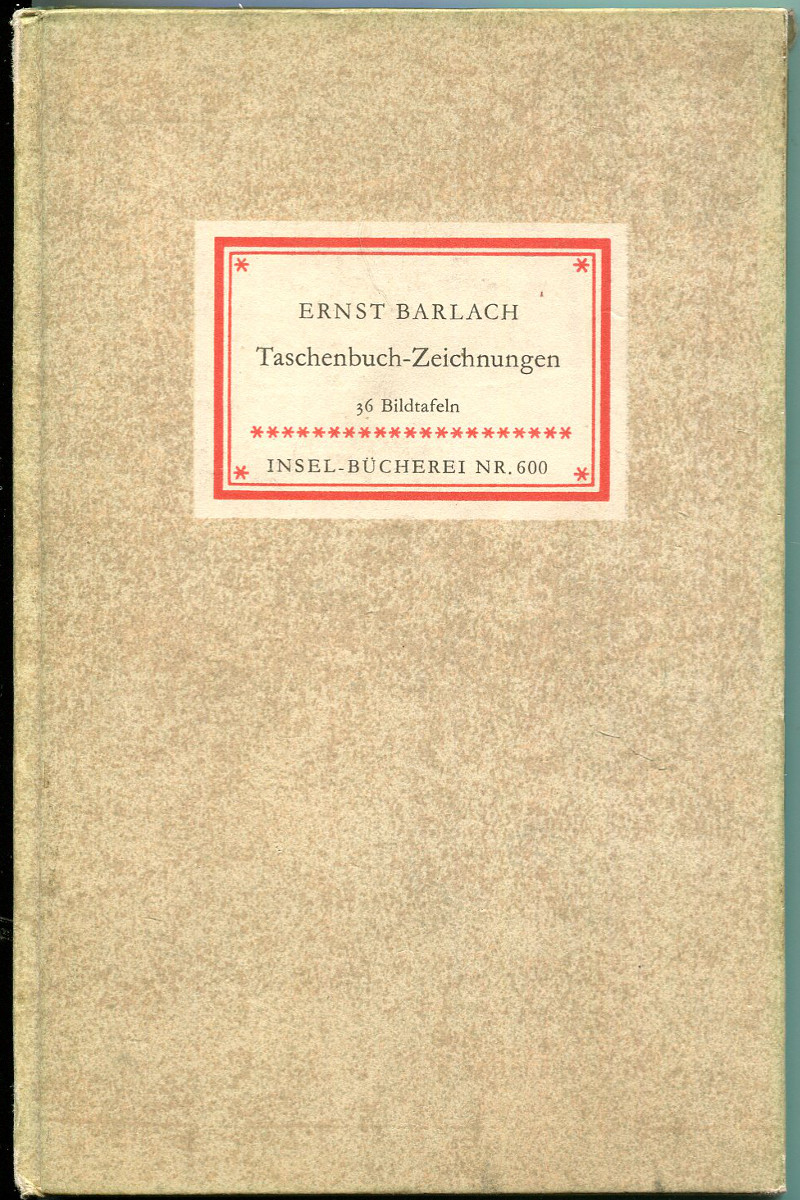 ERNST BARLACH
Taschenbuch-Zeichnungen
36 Bildtafeln
*********************
INSEL-BÜCHEREI NR. 600